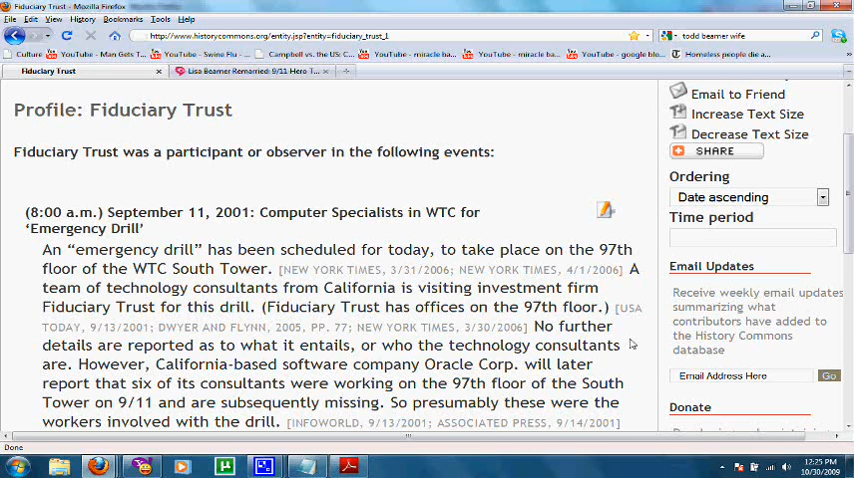 Fiduciary Trust - Mozilla Firefox
File Edit View History Bookmarks Tools Help
http://www.historycommons.org/entity.jsp?entity=fiduciary_trust_1
todd beamer wife
Culture
YouTube - Man Gets T...
YouTube - Swine Flu - ...
Campbell vs. the US: C...
YouTube - miracle ba...
YouTube - miracle bas...
YouTube - google blo...
Homeless people die a...
Fiduciary Trust
Lisa Beamer Remarried: 9/11 Hero T...
Profile: Fiduciary Trust
Fiduciary Trust was a participant or observer in the following events:
(8:00 a.m.) September 11, 2001: Computer Specialists in WTC for
‘Emergency Drill’
An “emergency drill” has been scheduled for today, to take place on the 97th
floor of the WTC South Tower. [NEW YORK TIMES, 3/31/2006; NEW YORK TIMES, 4/1/2006] A
team of technology consultants from California is visiting investment firm
Fiduciary Trust for this drill. (Fiduciary Trust has offices on the 97th floor.) [USA
TODAY, 9/13/2001; DWYER AND FLYNN, 2005, PP. 77; NEW YORK TIMES, 3/30/2006] No further
details are reported as to what it entails, or who the technology consultants
are. However, California-based software company Oracle Corp. will later
report that six of its consultants were working on the 97th floor of the South
Tower on 9/11 and are subsequently missing. So presumably these were the
workers involved with the drill. [INFOWORLD, 9/13/2001; ASSOCIATED PRESS, 9/14/2001]
Email to Friend
Increase Text Size
Decrease Text Size
SHARE
Ordering
Date ascending
Time period
Email Updates
Receive weekly email updates
summarizing what
contributors have added to
the History Commons
database
Email Address Here
Go
Donate
Done
12:25 PM
10/30/2009